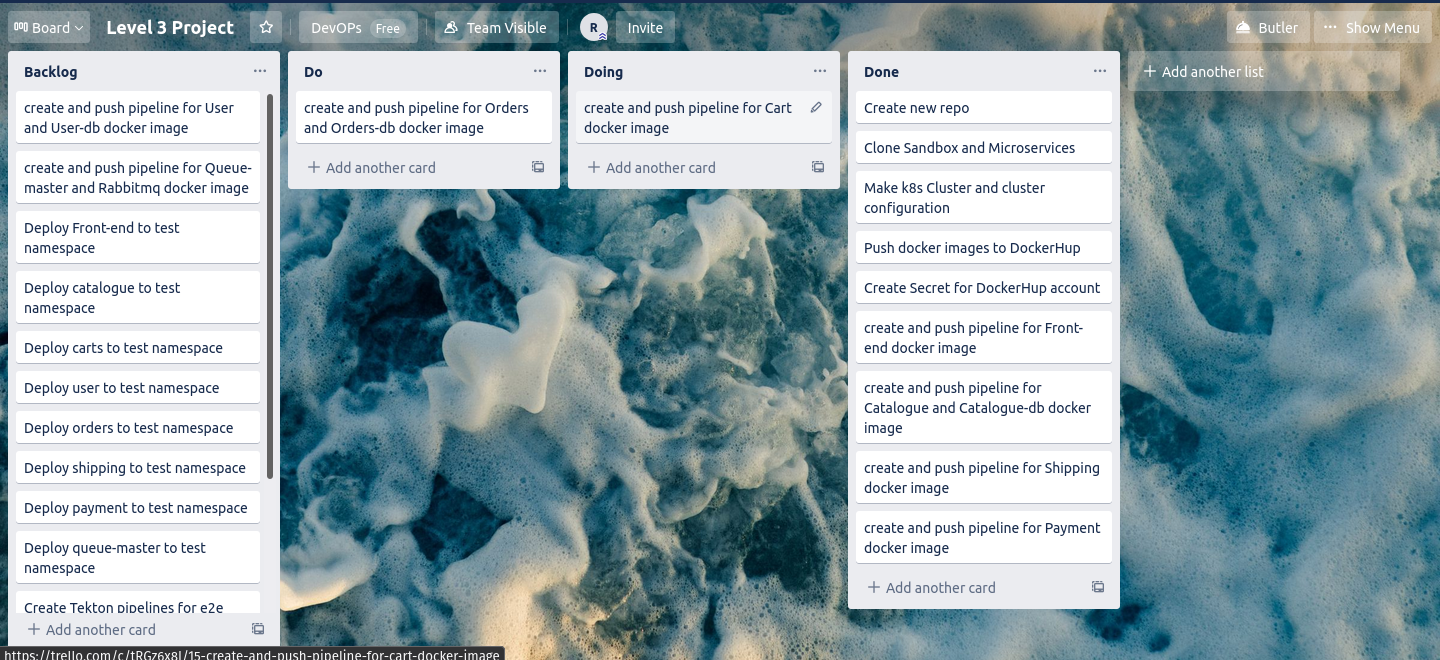 Board
Level 3 Project
DevOPs Free
Team Visible
R
Invite
Butler
Show Menu
Backlog
create and push pipeline for User
and User-db docker image
create and push pipeline for Queue-
master and Rabbitmq docker image
Deploy Front-end to test
namespace
Deploy catalogue to test
namespace
Deploy carts to test namespace
Deploy user to test namespace
Deploy orders to test namespace
Deploy shipping to test namespace
Deploy payment to test namespace
Deploy queue-master to test
namespace
Create Tekton pipelines for e2e
Add another card
Do
create and push pipeline for Orders
and Orders-db docker image
Add another card
Doing
create and push pipeline for Cart
docker image
Add another card
Done
Create new repo
Clone Sandbox and Microservices
Make k8s Cluster and cluster
configuration
Push docker images to DockerHup
Create Secret for DockerHup account
create and push pipeline for Front-
end docker image
create and push pipeline for
Catalogue and Catalogue-db docker
image
create and push pipeline for Shipping
docker image
create and push pipeline for Payment
docker image
Add another card
Add another list
https://trello.com/c/tRGz6x8l/15-create-and-push-pipeline-for-cart-docker-image